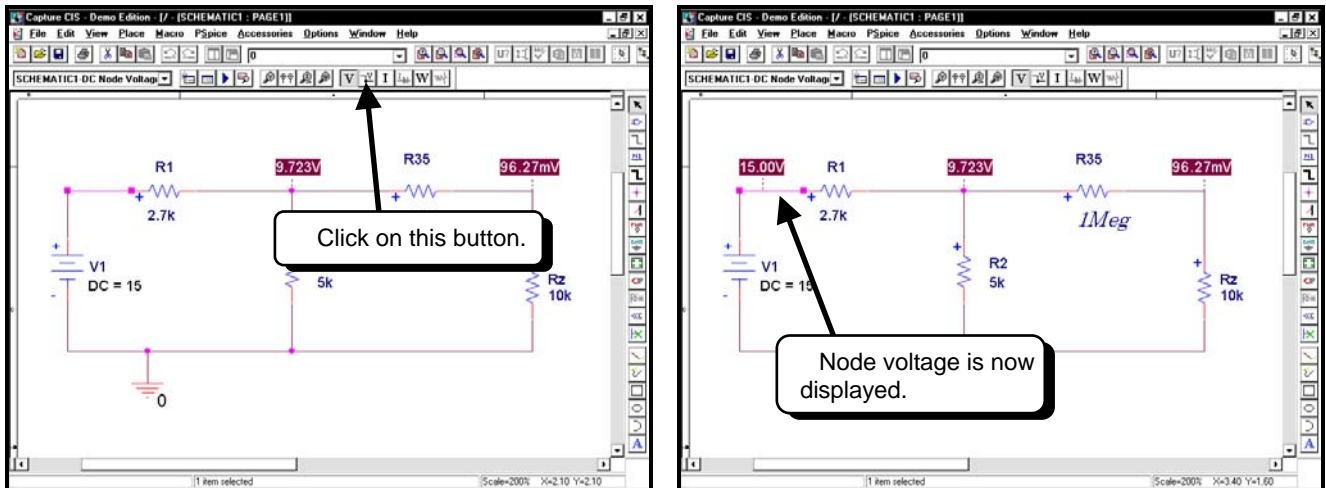 Capture CIS - Demo Edition - [/ - (SCHEMATIC1 : PAGE1)]
File Edit View Place Macro PSpice Accessories Options Window Help
0
SCHEMATIC1-DC Node Voltag
V I W
R1
9.723V
R35
96.27mV
2.7k
Click on this button.
+
V1
DC = 15
-
5k
Rz
10k
0
1 item selected
Scale=200% X=2.10 Y=2.10
Capture CIS - Demo Edition - [/ - (SCHEMATIC1 : PAGE1)]
File Edit View Place Macro PSpice Accessories Options Window Help
0
SCHEMATIC1-DC Node Voltag
V I W
15.00V
R1
9.723V
R35
96.27mV
2.7k
1Meg
+
V1
DC = 15
-
R2
5k
Rz
10k
Node voltage is now
displayed.
1 item selected
Scale=200% X=3.40 Y=1.60